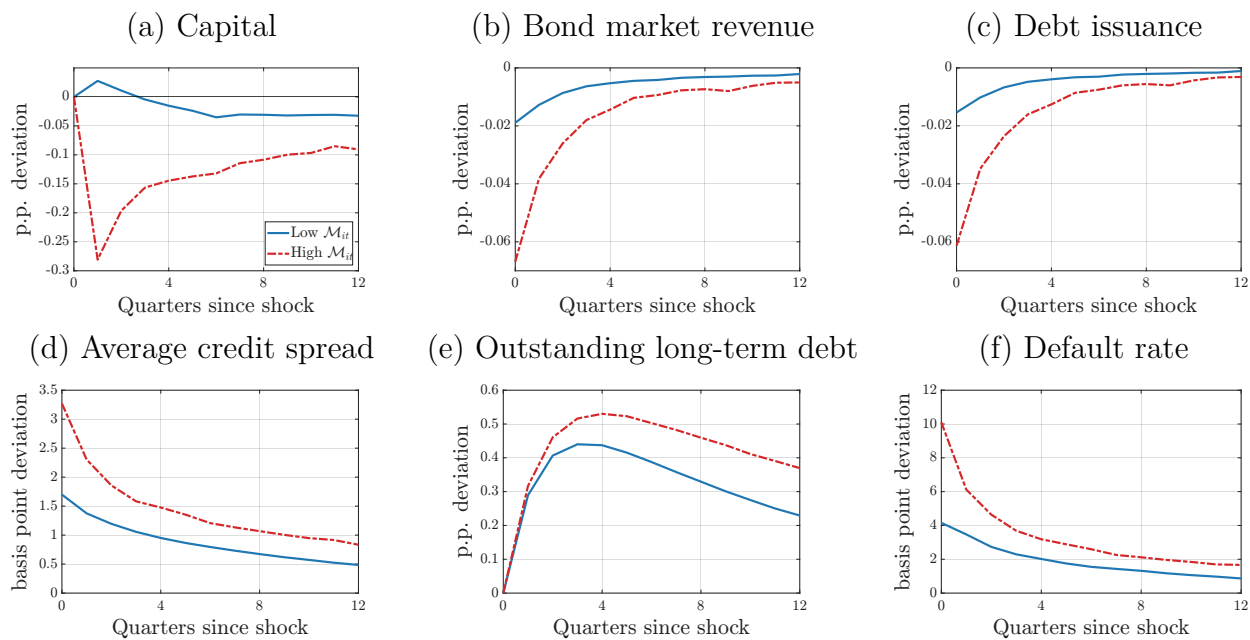 (a) Capital
(b) Bond market revenue
(c) Debt issuance
p.p. deviation
0
-0.05
-0.1
-0.15
-0.2
-0.25
-0.3
Low 𝓜it
High 𝓜it
0 4 8 12
Quarters since shock
p.p. deviation
0
-0.02
-0.04
-0.06
0 4 8 12
Quarters since shock
p.p. deviation
0
-0.02
-0.04
-0.06
0 4 8 12
Quarters since shock
(d) Average credit spread
(e) Outstanding long-term debt
(f) Default rate
basis point deviation
3.5
3
2.5
2
1.5
1
0.5
0
0 4 8 12
Quarters since shock
p.p. deviation
0.6
0.5
0.4
0.3
0.2
0.1
0
0 4 8 12
Quarters since shock
basis point deviation
12
10
8
6
4
2
0
0 4 8 12
Quarters since shock